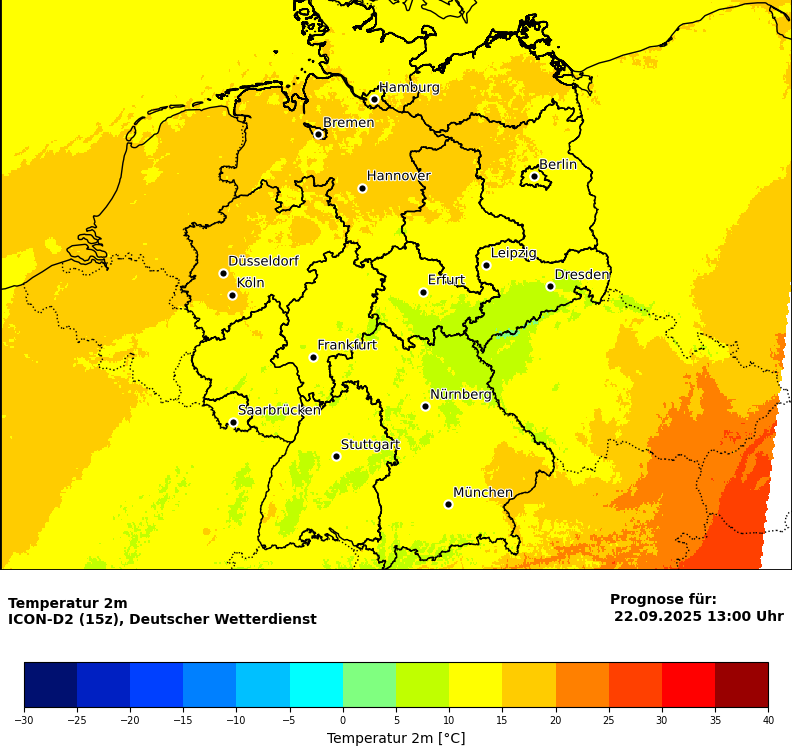 Hamburg
Bremen
Berlin
Hannover
Leipzig
Düsseldorf
Dresden
Köln
Erfurt
Frankfurt
Nürnberg
Saarbrücken
Stuttgart
München
Temperatur 2m
ICON-D2 (15z), Deutscher Wetterdienst
Prognose für:
22.09.2025 13:00 Uhr
−30 −25 −20 −15 −10 −5 0 5 10 15 20 25 30 35 40
Temperatur 2m [°C]